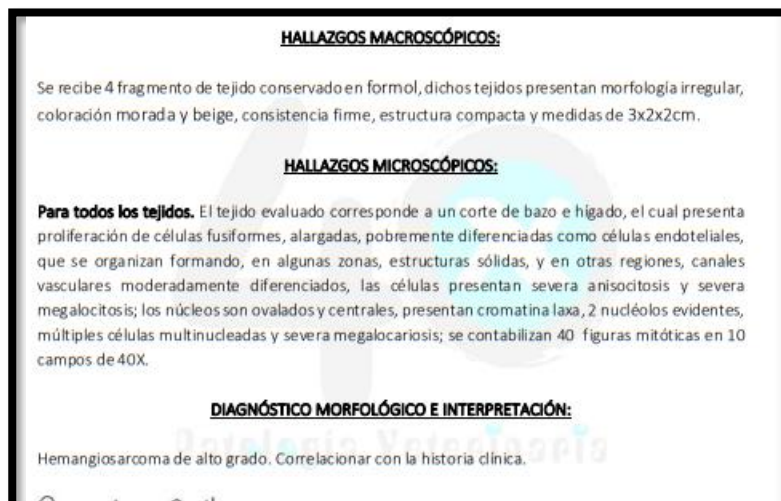 HALLAZGOS MACROSCÓPICOS:
Se recibe 4 fragmento de tejido conservado en formol, dichos tejidos presentan morfología irregular,
coloración morada y beige, consistencia firme, estructura compacta y medidas de 3x2x2cm.
HALLAZGOS MICROSCÓPICOS:
Para todos los tejidos. El tejido evaluado corresponde a un corte de bazo e hígado, el cual presenta
proliferación de células fusiformes, alargadas, pobremente diferenciadas como células endoteliales,
que se organizan formando, en algunas zonas, estructuras sólidas, y en otras regiones, canales
vasculares moderadamente diferenciados, las células presentan severa anisocitosis y severa
megalocitosis; los núcleos son ovalados y centrales, presentan cromatina laxa, 2 nucléolos evidentes,
múltiples células multinucleadas y severa megalocariosis; se contabilizan 40 figuras mitóticas en 10
campos de 40X.
DIAGNÓSTICO MORFOLÓGICO E INTERPRETACIÓN:
Patología Veterinaria
Hemangiosarcoma de alto grado. Correlacionar con la historia clínica.